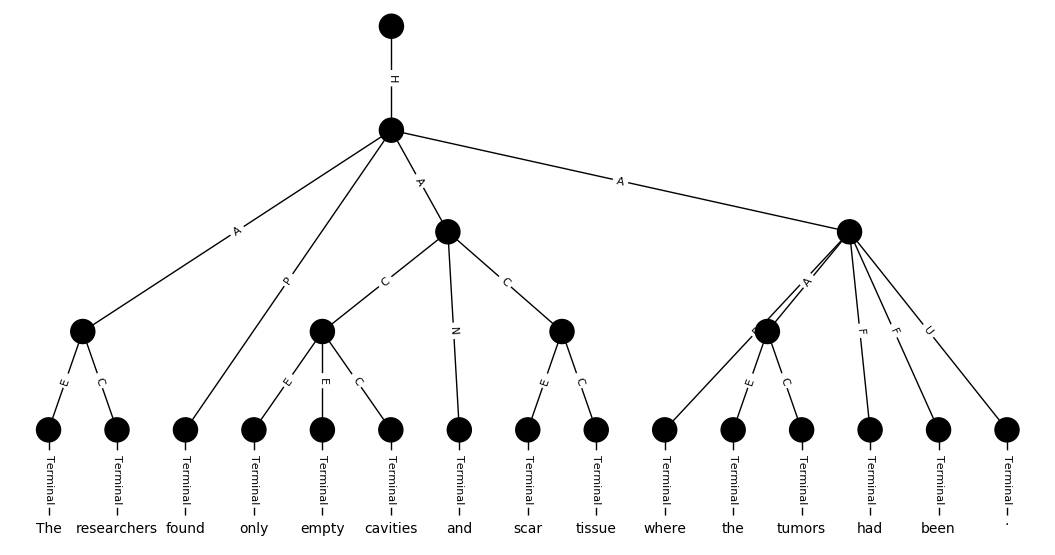 H
A
A
A
P
C
C
A
N
F
F
U
E
C
E
E
C
E
C
E
C
Terminal Terminal Terminal Terminal Terminal Terminal Terminal Terminal Terminal Terminal Terminal Terminal Terminal Terminal Terminal
The researchers found only empty cavities and scar tissue where the tumors had been .